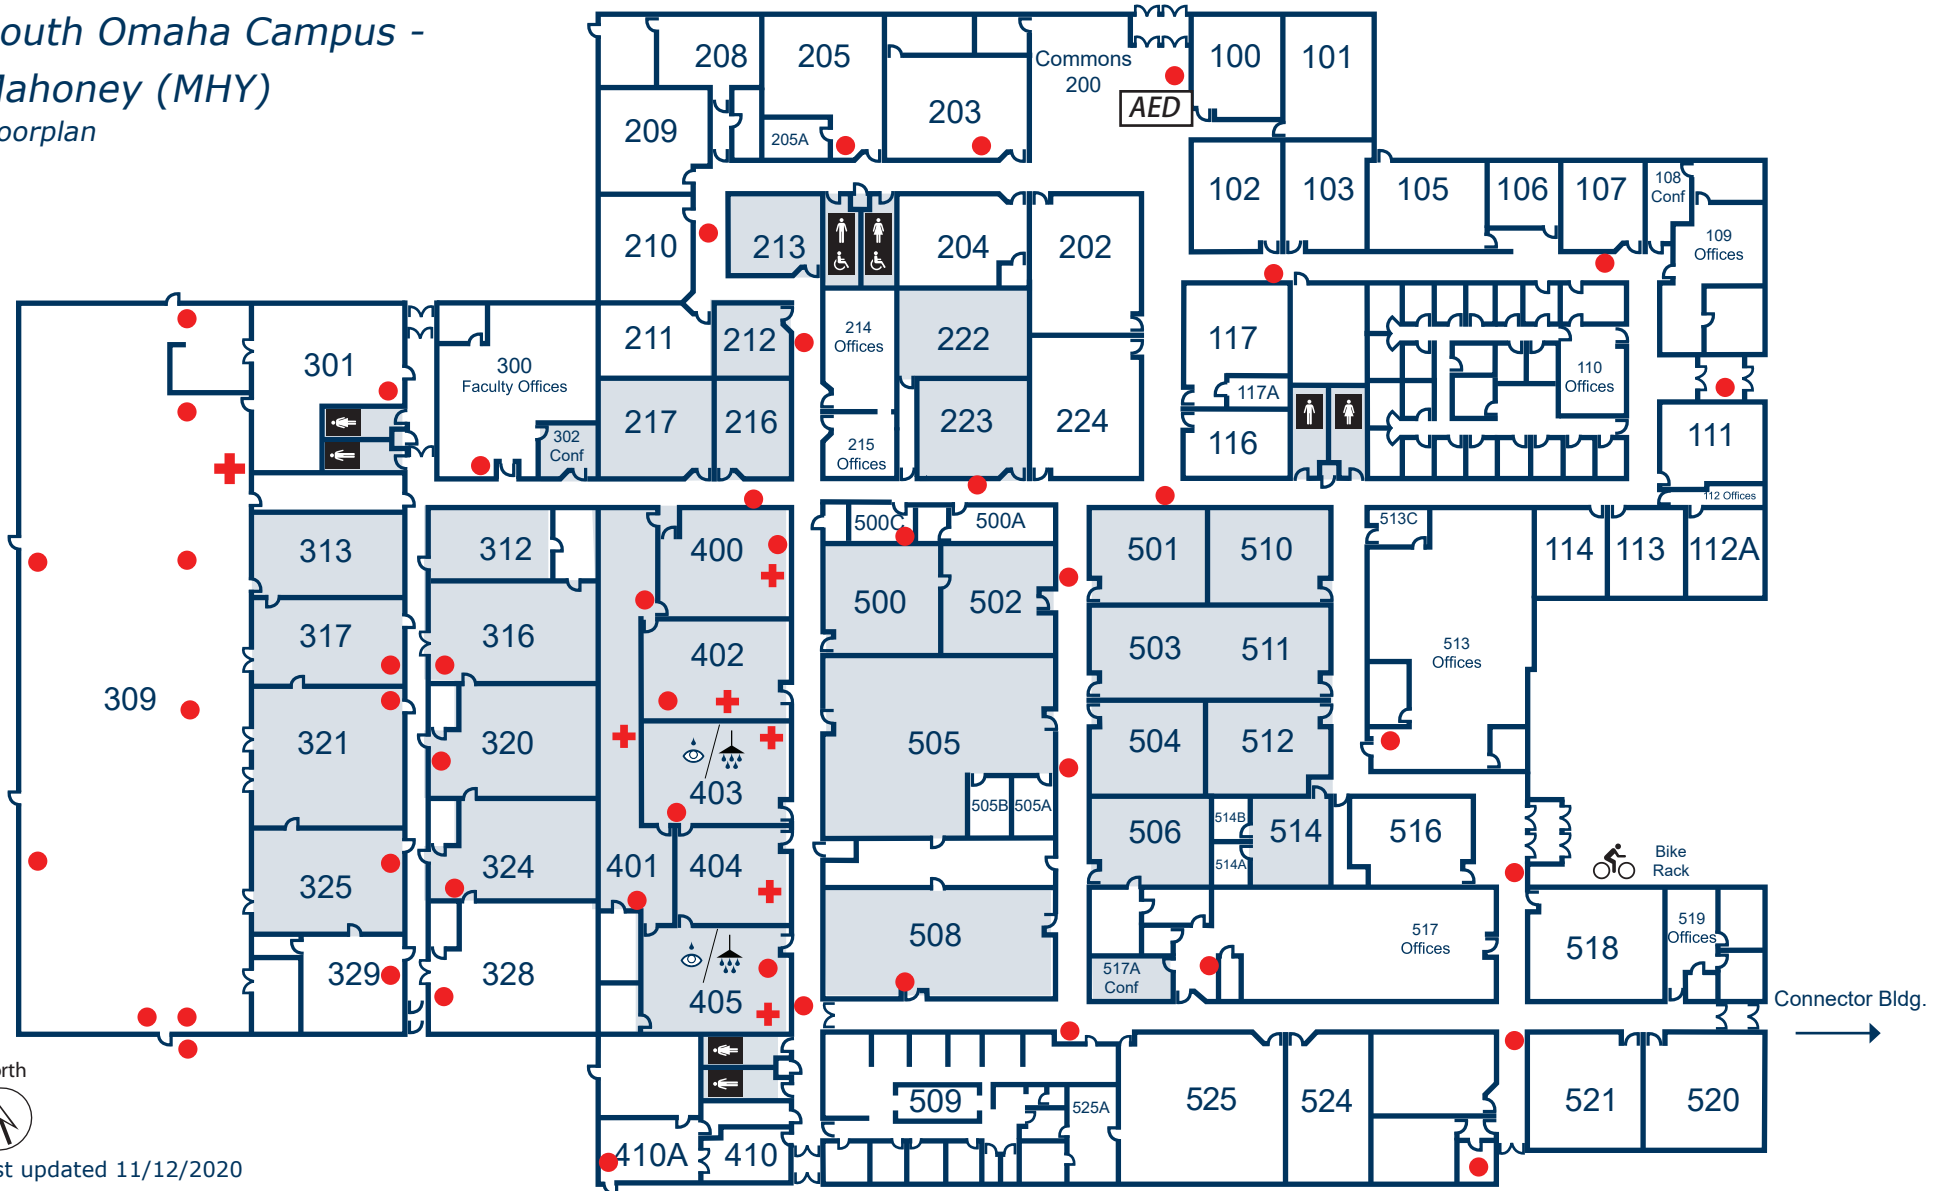 outh Omaha Campus -
ahoney (MHY)
oorplan
208
205
Commons
200
100
101
209
205A
203
AED
210
213
204
202
102
103
105
106
107
108
Conf
109
Offices
301
300
Faculty Offices
211
212
214
Offices
222
117
117A
110
Offices
302
Conf
217
216
215
Offices
223
224
116
111
112 Offices
313
312
400
500C
500A
501
510
513C
114
113
112A
317
316
402
500
502
503
511
513
Offices
309
321
320
403
505
505B
505A
504
512
325
324
401
404
506
514B
514A
514
516
Bike
Rack
329
328
405
508
517A
Conf
517
Offices
518
519
Offices
Connector Bldg.
rth
410A
410
509
525A
525
524
521
520
st updated 11/12/2020